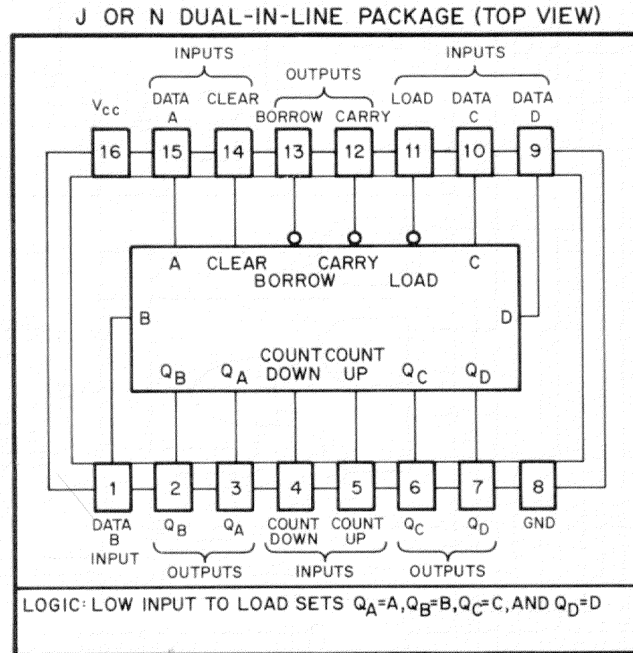 J OR N DUAL-IN-LINE PACKAGE (TOP VIEW)
INPUTS
OUTPUTS
INPUTS
VCC
DATA A
CLEAR
BORROW
CARRY
LOAD
DATA C
DATA D
16 15 14 13 12 11 10 9
A CLEAR BORROW CARRY LOAD C
B D
QB QA COUNT DOWN COUNT UP QC QD
1 2 3 4 5 6 7 8
DATA B INPUT
QB
QA
COUNT DOWN
COUNT UP
QC
QD
GND
OUTPUTS
INPUTS
OUTPUTS
LOGIC: LOW INPUT TO LOAD SETS QA=A, QB=B, QC=C, AND QD=D